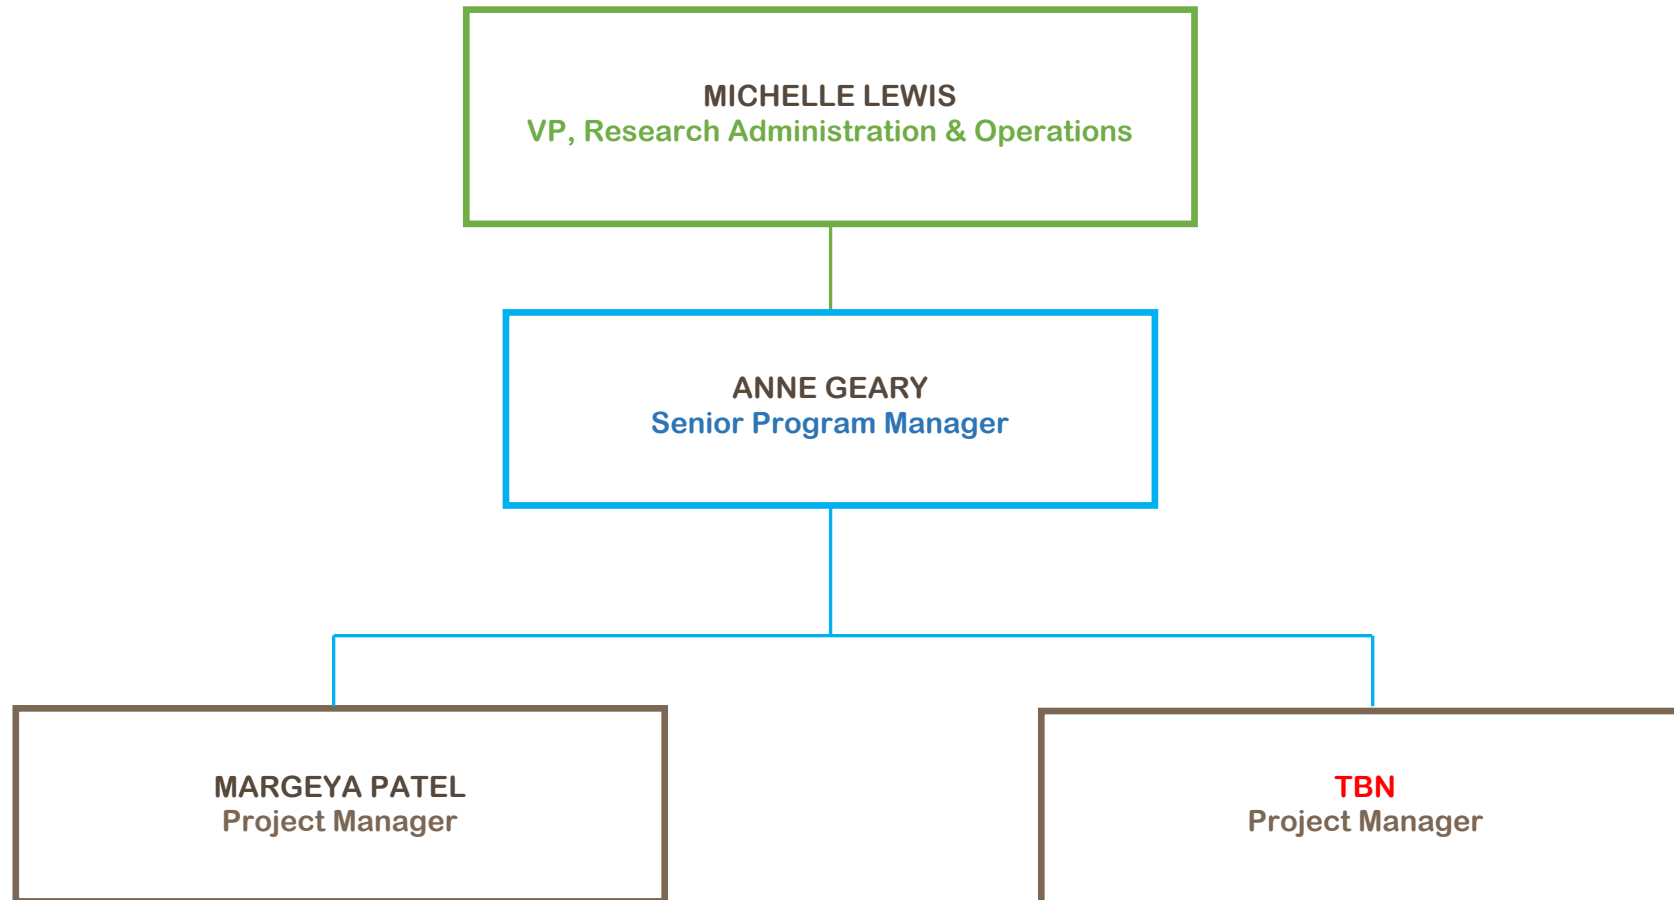 MICHELLE LEWIS
VP, Research Administration & Operations
ANNE GEARY
Senior Program Manager
MARGEYA PATEL
Project Manager
TBN
Project Manager